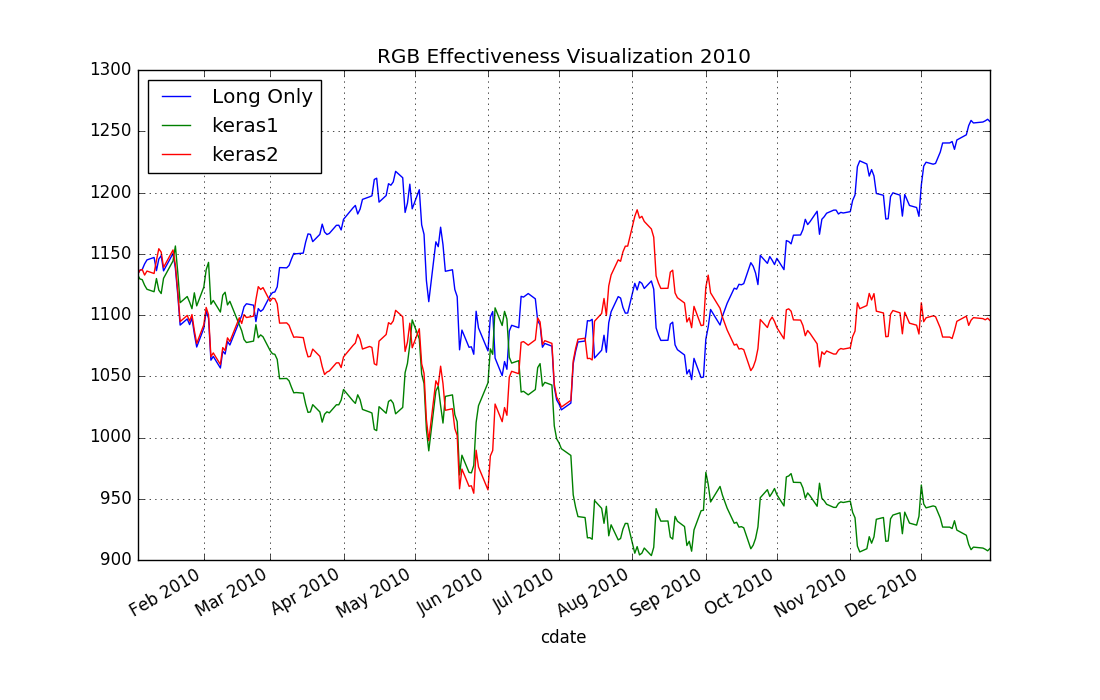 RGB Effectiveness Visualization 2010
1300
1250
1200
1150
1100
1050
1000
950
900
Long Only
keras1
keras2
Feb 2010
Mar 2010
Apr 2010
May 2010
Jun 2010
Jul 2010
Aug 2010
Sep 2010
Oct 2010
Nov 2010
Dec 2010
cdate